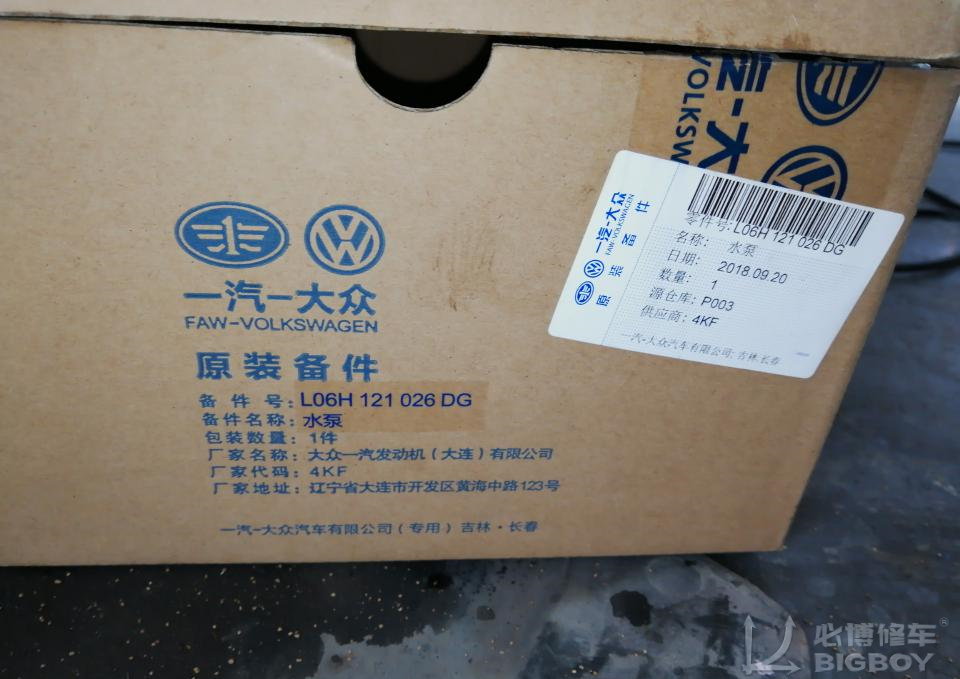 一汽-大众
FAW-VOLKSWAGEN
原装备件
备件号：L06H 121 026 DG
备件名称：水泵
包装数量：1件
厂家名称：大众一汽发动机（大连）有限公司
厂家代码：4KF
厂家地址：辽宁省大连市开发区黄海中路123号
一汽-大众汽车有限公司（专用）吉林·长春
汽-大众
VOLKSW
一汽-大众
FAW-VOLKSWAGEN
原装备件
零件号：L06H 121 026 DG
名称：水泵
日期：2018.09.20
数量：1
源仓库：P003
供应商：4KF
一汽-大众汽车有限公司：吉林.长春
必博修车®
BIGBOY